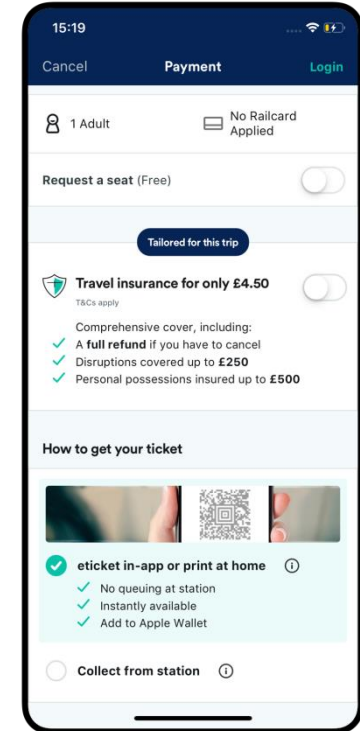 15:19
Cancel Payment Login
1 Adult
No Railcard
Applied
Request a seat (Free)
Tailored for this trip
Travel insurance for only £4.50
T&Cs apply
Comprehensive cover, including:
A full refund if you have to cancel
Disruptions covered up to £250
Personal possessions insured up to £500
How to get your ticket
eticket in-app or print at home
No queuing at station
Instantly available
Add to Apple Wallet
Collect from station